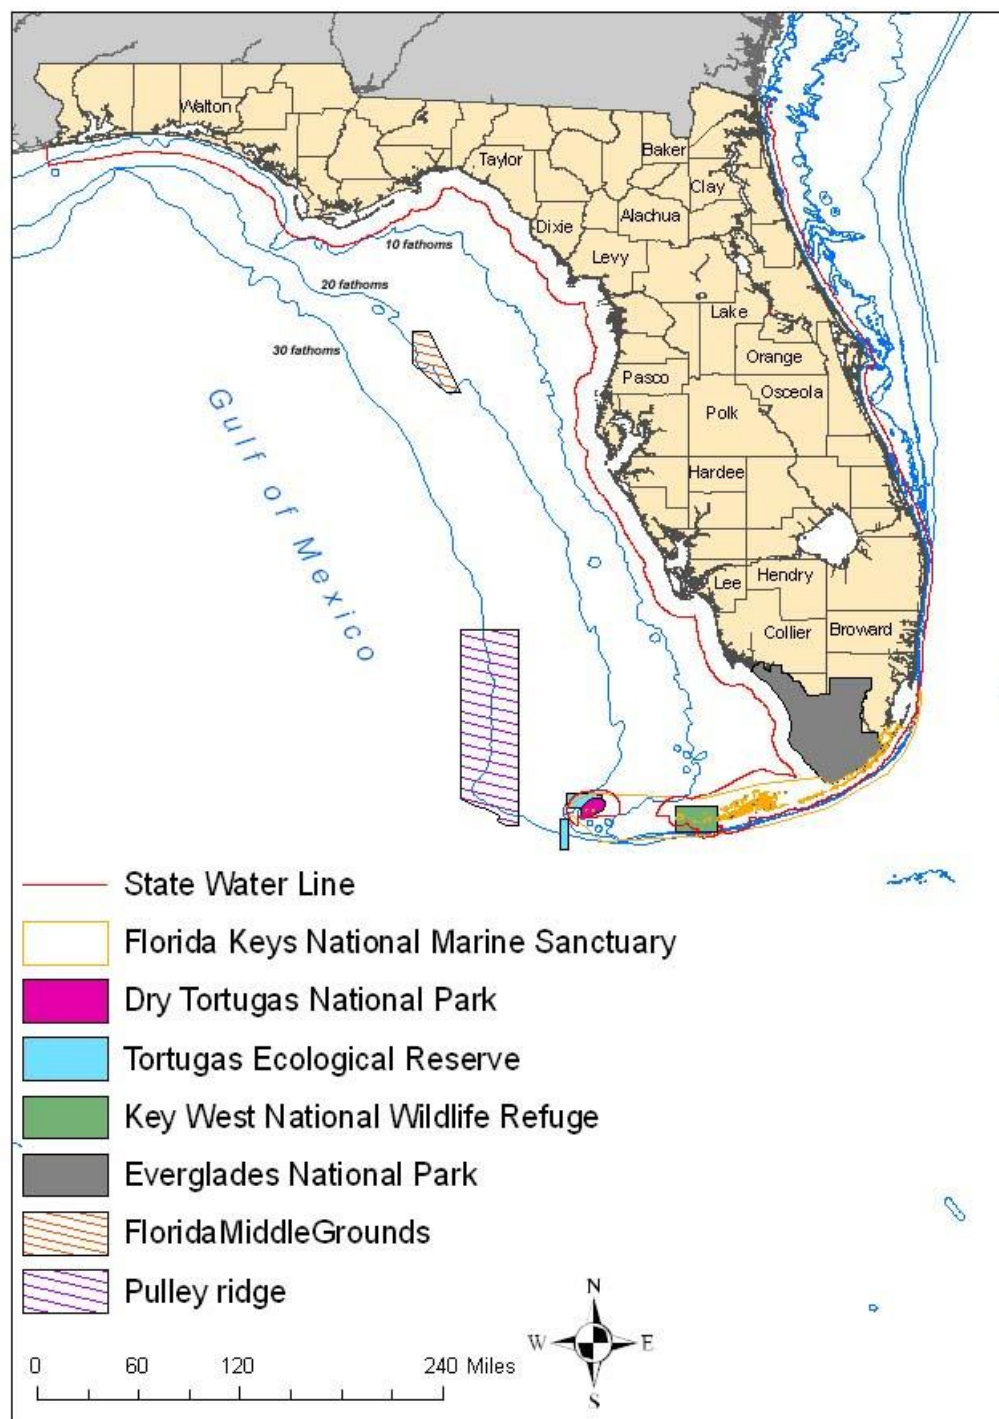 Walton
Taylor
Baker
Clay
Dixie
Alachua
Levy
10 fathoms
20 fathoms
30 fathoms
Lake
Orange
Pasco
Osceola
Polk
Gulf of Mexico
Hardee
Lee
Hendry
Collier
Broward
State Water Line
Florida Keys National Marine Sanctuary
Dry Tortugas National Park
Tortugas Ecological Reserve
Key West National Wildlife Refuge
Everglades National Park
FloridaMiddleGrounds
Pulley ridge
N
W E
S
0 60 120 240 Miles